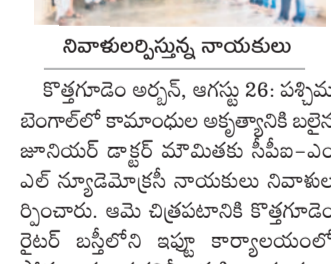 నివాళులర్పిస్తున్న నాయకులు
కొత్తగూడెం అర్బన్, ఆగస్టు 26: పశ్చిమ
బెంగాల్‌లో కామాంధుల అకృత్యానికి బలైన
జూనియర్ డాక్టర్ మౌమితకు సీపీఐ–ఎం
ఎల్ న్యూడెమోక్రసీ నాయకులు నివాళుల
ర్పించారు. ఆమె చిత్రపటానికి కొత్తగూడెం
రైటర్ బస్తీలోని ఇఫ్టూ కార్యాలయంలో